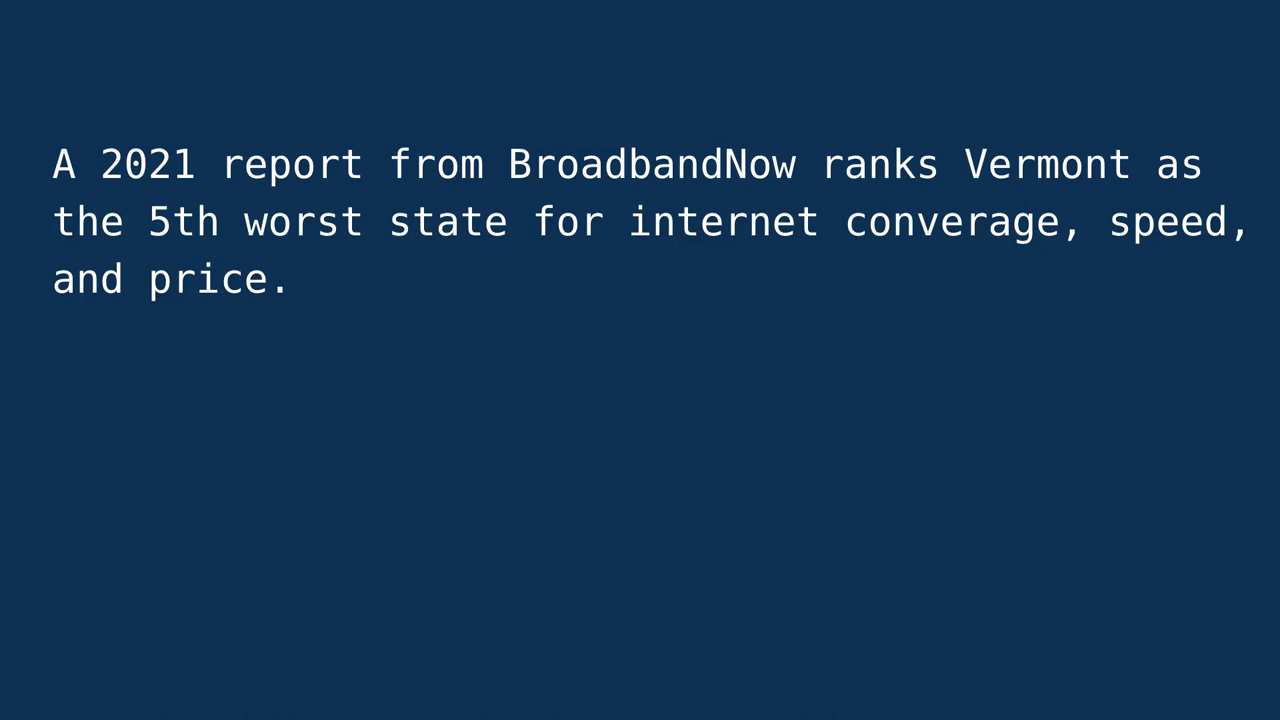 A 2021 report from BroadbandNow ranks Vermont as
the 5th worst state for internet converage, speed,
and price.